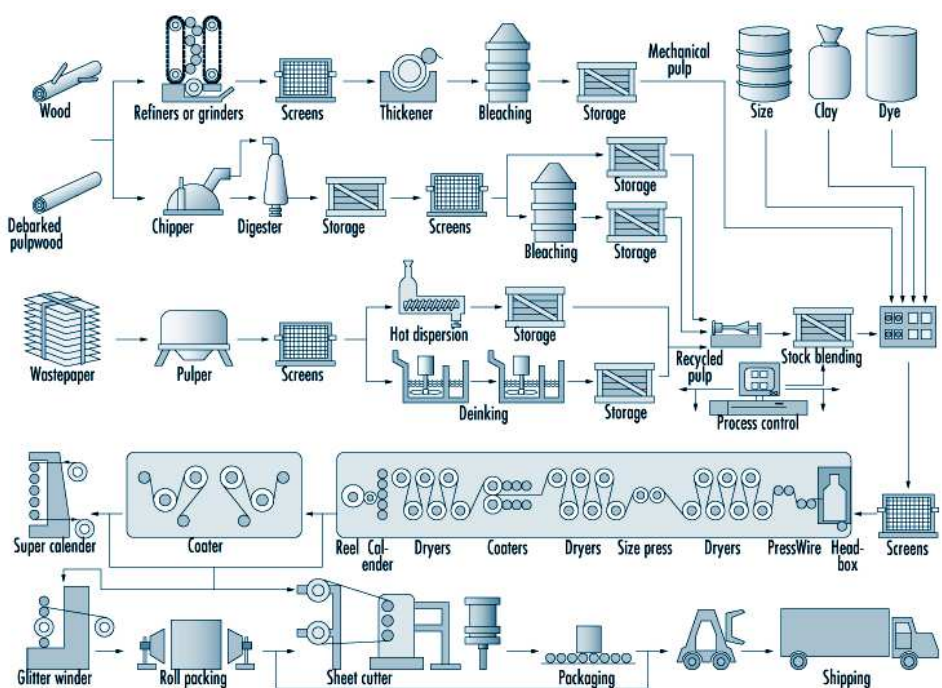 Mechanical
pulp
Wood
Refiners or grinders
Screens
Thickener
Bleaching
Storage
Size
Clay
Dye
Storage
Debarked
pulpwood
Chipper
Digester
Storage
Screens
Bleaching
Storage
Hot dispersion
Storage
Wastepaper
Pulper
Screens
Recycled
pulp
Stock blending
Deinking
Storage
Process control
Super calender
Coater
Reel
Cal-
ender
Dryers
Coaters
Dryers
Size press
Dryers
Press
Wire
Head-
box
Screens
Glitter winder
Roll packing
Sheet cutter
Packaging
Shipping